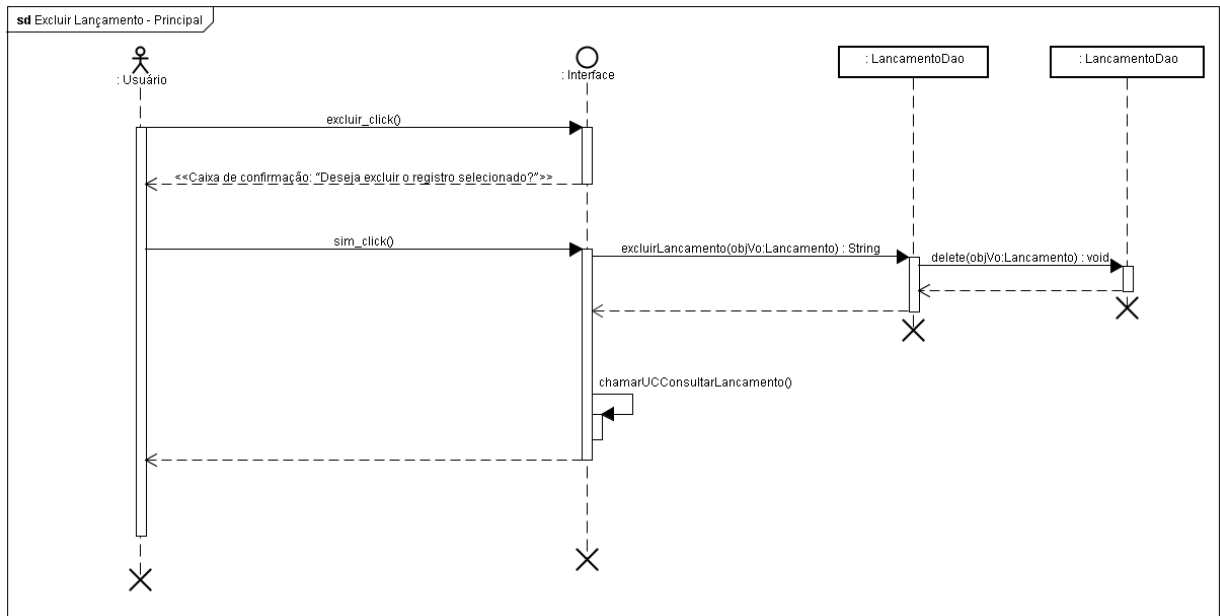 sd Excluir Lançamento - Principal
: Usuário
: Interface
: LancamentoDao
: LancamentoDao
excluir_click()
<<Caixa de confirmação: "Deseja excluir o registro selecionado?">>
sim_click()
excluirLancamento(objVo:Lancamento) : String
delete(objVo:Lancamento) : void
chamarUCConsultarLancamento()